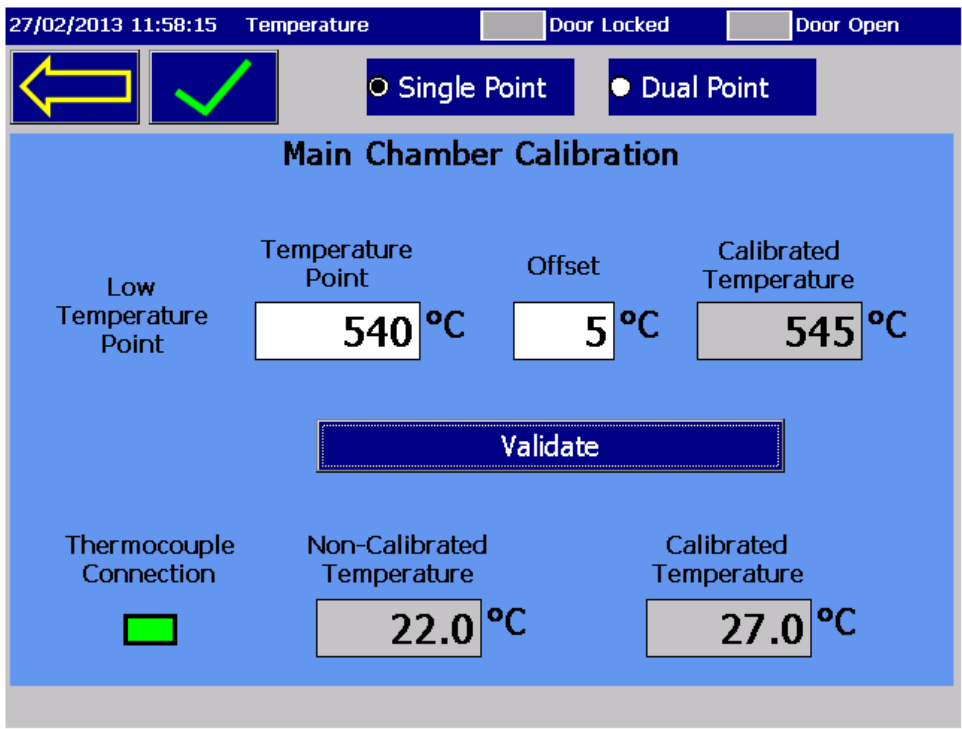 27/02/2013 11:58:15 Temperature Door Locked Door Open
Single Point Dual Point
Main Chamber Calibration
Low
Temperature
Point
Temperature
Point
540 °C
Offset
5 °C
Calibrated
Temperature
545 °C
Validate
Thermocouple
Connection
Non-Calibrated
Temperature
22.0 °C
Calibrated
Temperature
27.0 °C